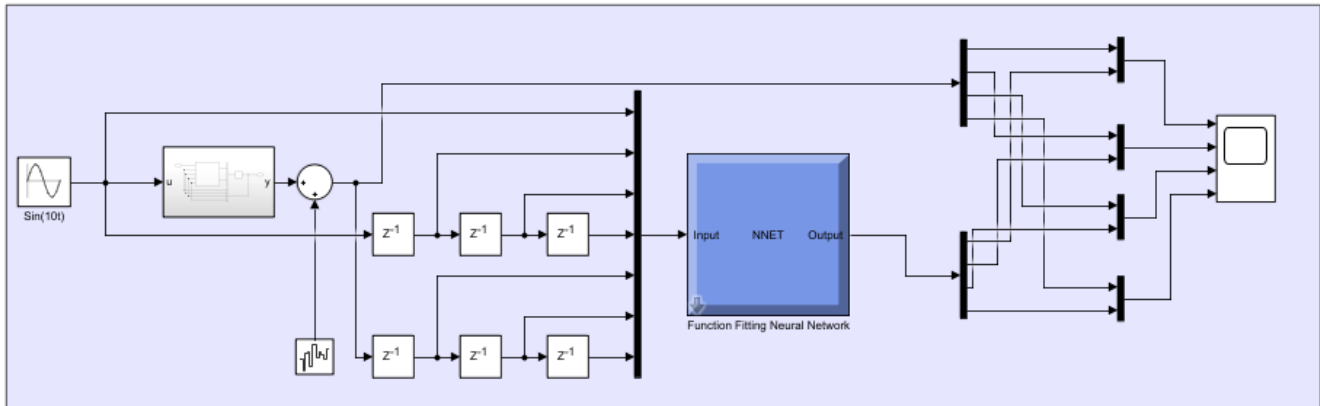 Sin(10t)
u
y
+
+
Z⁻¹
Z⁻¹
Z⁻¹
Z⁻¹
Z⁻¹
Z⁻¹
Input
NNET
Output
Function Fitting Neural Network